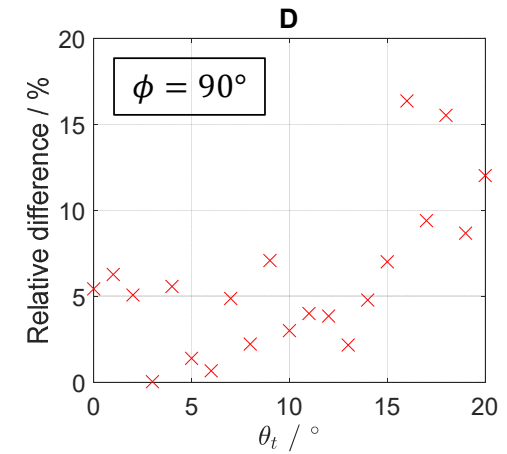 D
ϕ = 90°
Relative difference / %
20
15
10
5
0
0 5 10 15 20
θₜ / °